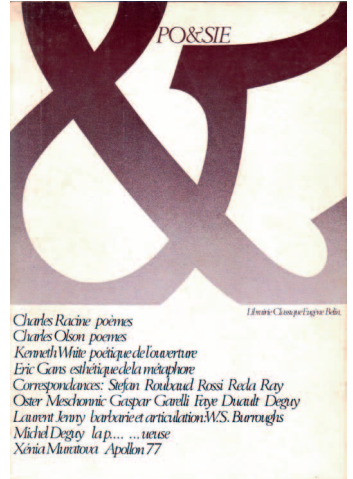 PO&SIE
Librairie Classique Eugène Belin
Charles Racine poèmes
Charles Olson poemes
Kenneth White poétique de l'ouverture
Eric Gans esthétique de la métaphore
Correspondances: Stefan Roubaud Rossi Reda Ray
Oster Meschonnic Gaspar Garelli Faye Duault Deguy
Laurent Jenny barbarie et articulation: W.S. Burroughs
Michel Deguy la p.... ... ueuse
Xénia Muratova Apollon 77